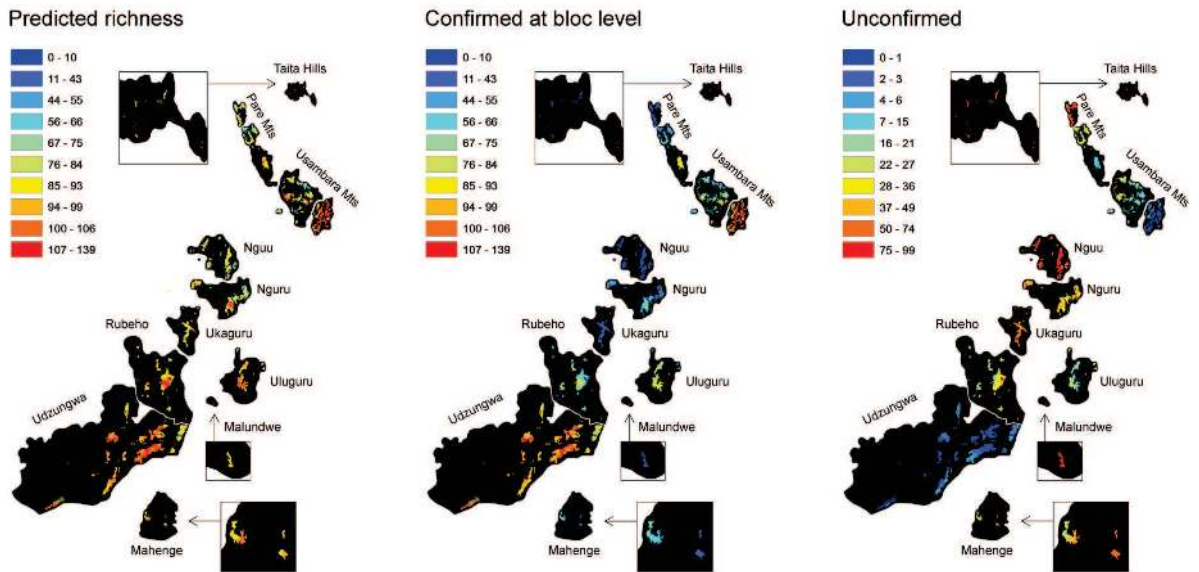 Predicted richness
0 - 10
11 - 43
44 - 55
56 - 66
67 - 75
76 - 84
85 - 93
94 - 99
100 - 106
107 - 139
Taita Hills
Pare Mts
Usambara Mts
Nguu
Nguru
Rubeho
Ukaguru
Uluguru
Udzungwa
Malundwe
Mahenge
Confirmed at bloc level
0 - 10
11 - 43
44 - 55
56 - 66
67 - 75
76 - 84
85 - 93
94 - 99
100 - 106
107 - 139
Taita Hills
Pare Mts
Usambara Mts
Nguu
Nguru
Rubeho
Ukaguru
Uluguru
Udzungwa
Malundwe
Mahenge
Unconfirmed
0 - 1
2 - 3
4 - 6
7 - 15
16 - 21
22 - 27
28 - 36
37 - 49
50 - 74
75 - 99
Taita Hills
Pare Mts
Usambara Mts
Nguu
Nguru
Rubeho
Ukaguru
Uluguru
Udzungwa
Malundwe
Mahenge